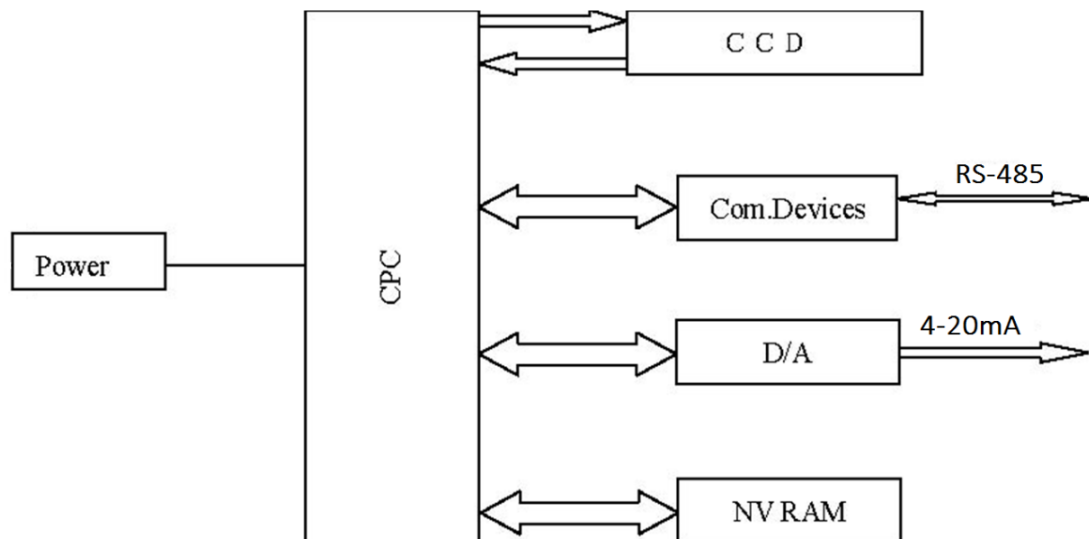 C C D
RS-485
Com.Devices
Power
CPC
4-20mA
D/A
NV RAM